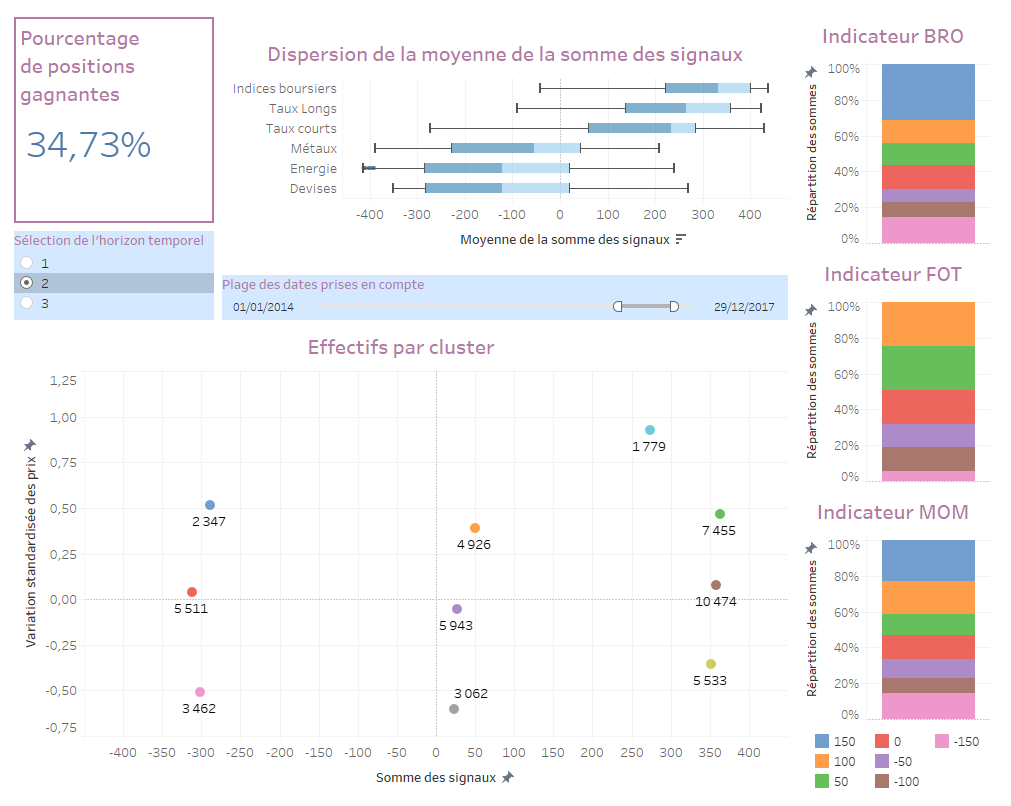 Pourcentage
de positions
gagnantes
34,73%
Sélection de l'horizon temporel
1
2
3
Dispersion de la moyenne de la somme des signaux
Indices boursiers
Taux Longs
Taux courts
Métaux
Energie
Devises
-400 -300 -200 -100 0 100 200 300 400
Moyenne de la somme des signaux
Plage des dates prises en compte
01/01/2014 29/12/2017
Effectifs par cluster
Variation standardisée des prix
1,25
1,00
0,75
0,50
0,25
0,00
-0,25
-0,50
-0,75
1 779
2 347
7 455
4 926
5 511
10 474
5 943
5 533
3 062
3 462
-400 -350 -300 -250 -200 -150 -100 -50 0 50 100 150 200 250 300 350 400
Somme des signaux
Indicateur BRO
Répartition des sommes
100%
80%
60%
40%
20%
0%
Indicateur FOT
Répartition des sommes
100%
80%
60%
40%
20%
0%
Indicateur MOM
Répartition des sommes
100%
80%
60%
40%
20%
0%
150 0 -150
100 -50
50 -100